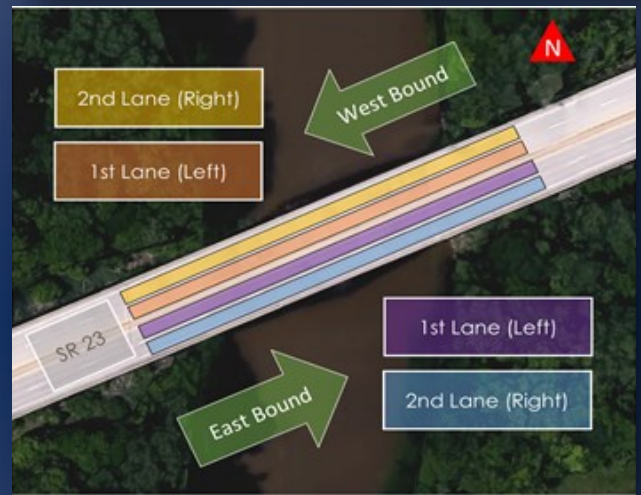 N
2nd Lane (Right)
West Bound
1st Lane (Left)
SR 23
1st Lane (Left)
East Bound
2nd Lane (Right)